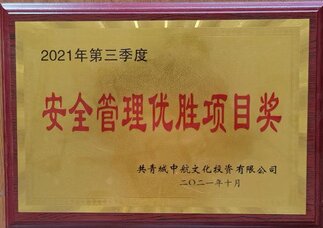 2021年第三季度
安全管理优胜项目奖
共青城中航文化投资有限公司
二〇二一年十月